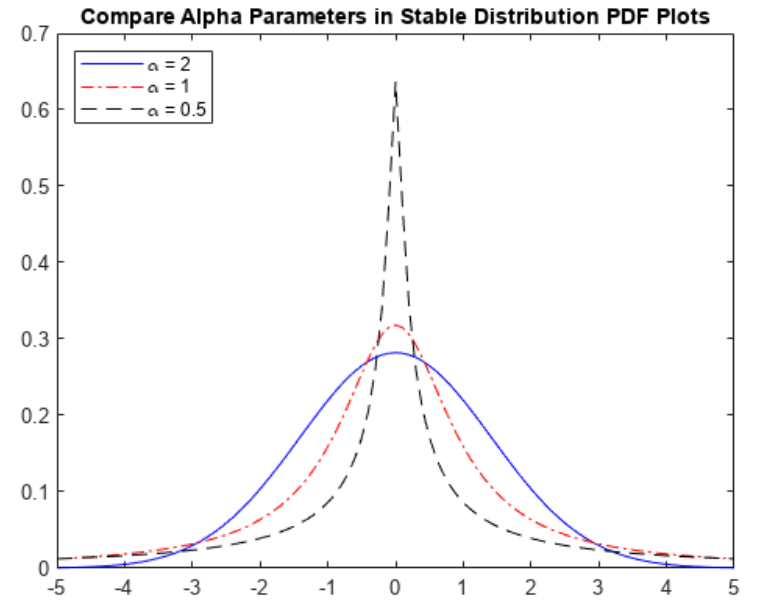 Compare Alpha Parameters in Stable Distribution PDF Plots
0.7
0.6
0.5
0.4
0.3
0.2
0.1
0
α = 2
α = 1
α = 0.5
-5 -4 -3 -2 -1 0 1 2 3 4 5